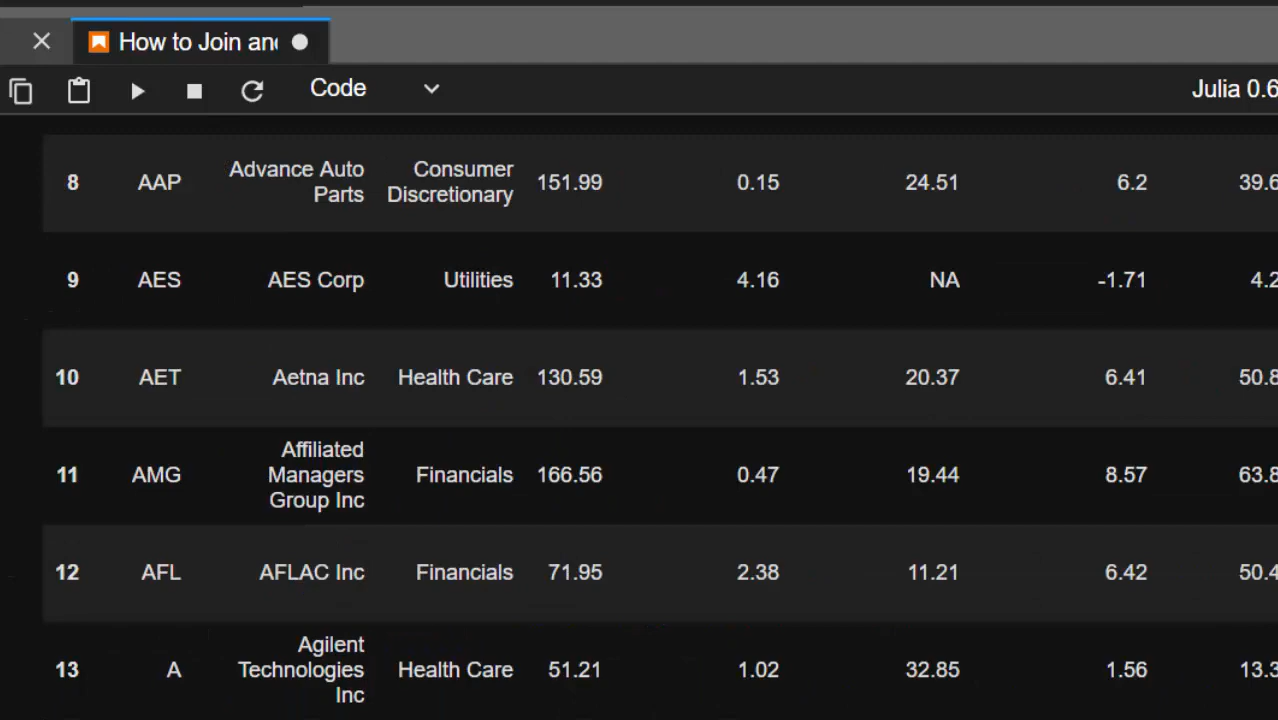 How to Join an
Code
Julia 0.6
8 AAP Advance Auto Parts Consumer Discretionary 151.99 0.15 24.51 6.2 39.6
9 AES AES Corp Utilities 11.33 4.16 NA -1.71 4.2
10 AET Aetna Inc Health Care 130.59 1.53 20.37 6.41 50.8
11 AMG Affiliated Managers Group Inc Financials 166.56 0.47 19.44 8.57 63.8
12 AFL AFLAC Inc Financials 71.95 2.38 11.21 6.42 50.4
13 A Agilent Technologies Inc Health Care 51.21 1.02 32.85 1.56 13.3